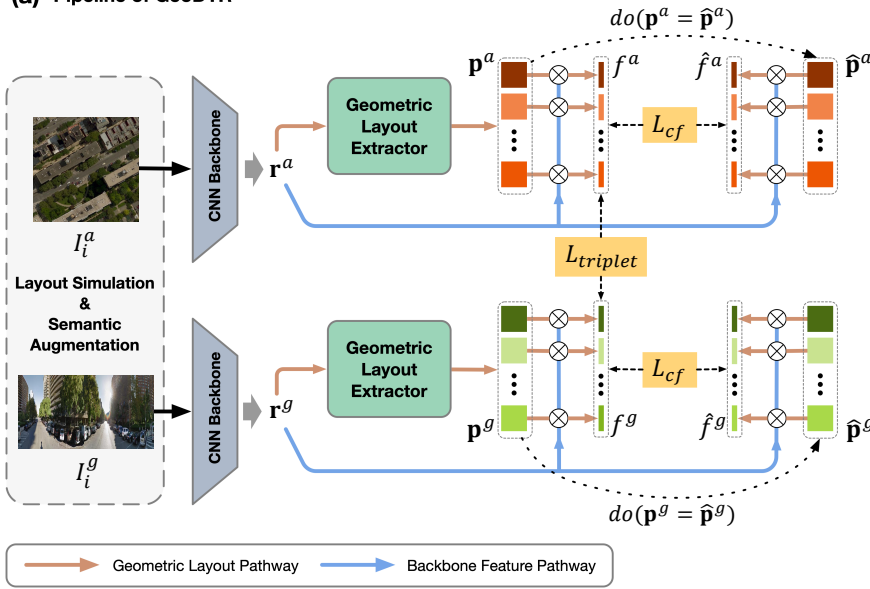 (a) Pipeline of GeoDTR
do(p^a = p̂^a)
p^a
f^a
f̂^a
p̂^a
Geometric
Layout
Extractor
CNN Backbone
r^a
L_cf
I_i^a
L_triplet
Layout Simulation
&
Semantic
Augmentation
Geometric
Layout
Extractor
CNN Backbone
r^g
L_cf
p^g
f^g
f̂^g
p̂^g
I_i^g
do(p^g = p̂^g)
Geometric Layout Pathway
Backbone Feature Pathway